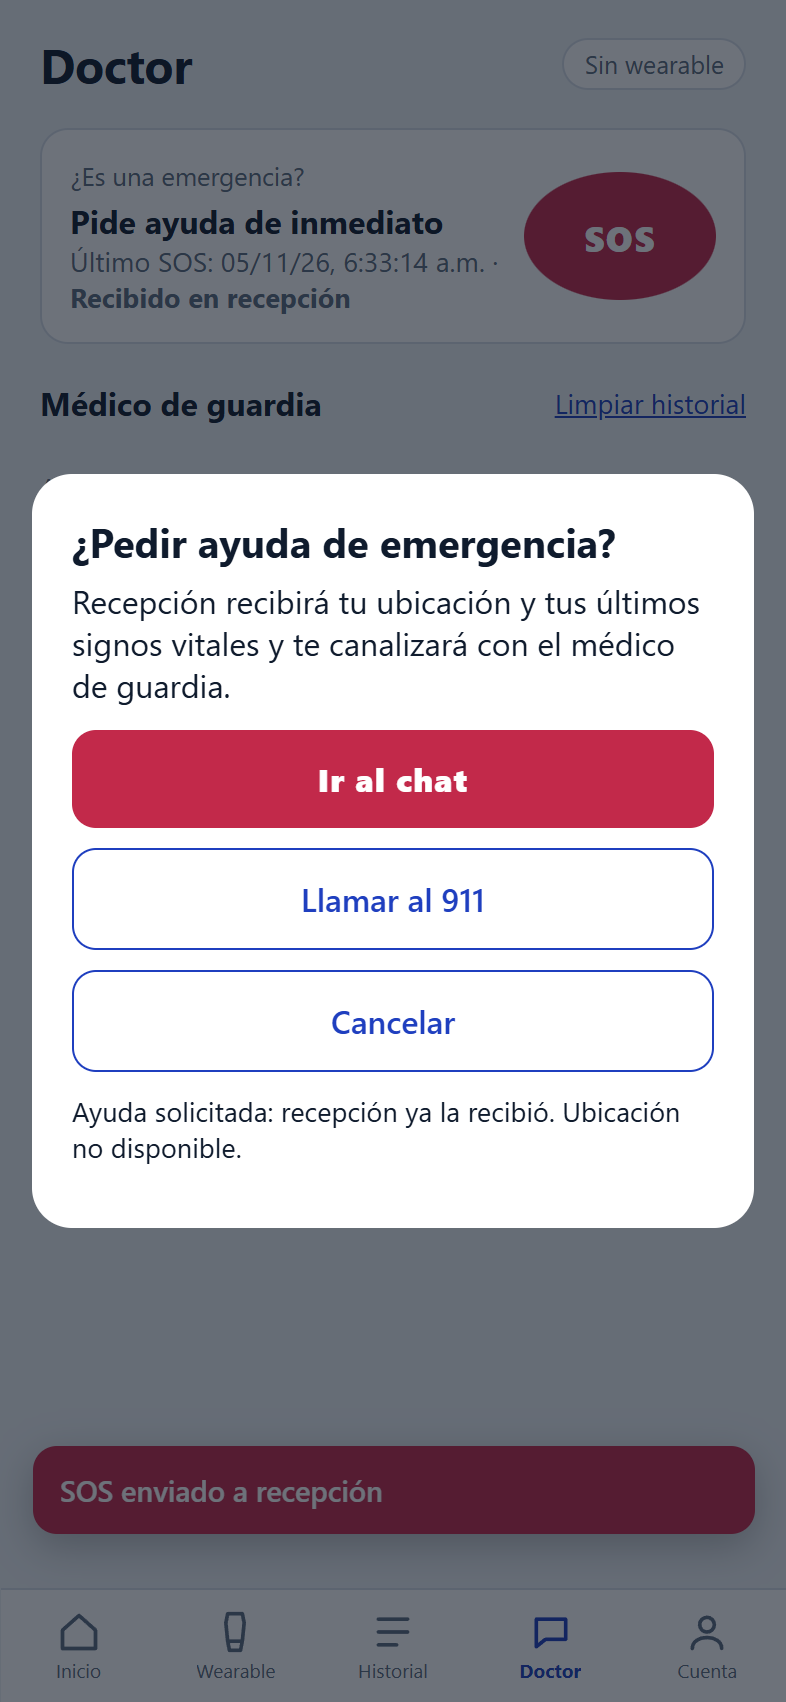 Doctor
Sin wearable
¿Es una emergencia?
Pide ayuda de inmediato
Último SOS: 05/11/26, 6:33:14 a.m. ·
Recibido en recepción
SOS
Médico de guardia
Limpiar historial
¿Pedir ayuda de emergencia?
Recepción recibirá tu ubicación y tus últimos
signos vitales y te canalizará con el médico
de guardia.
Ir al chat
Llamar al 911
Cancelar
Ayuda solicitada: recepción ya la recibió. Ubicación
no disponible.
SOS enviado a recepción
Inicio
Wearable
Historial
Doctor
Cuenta